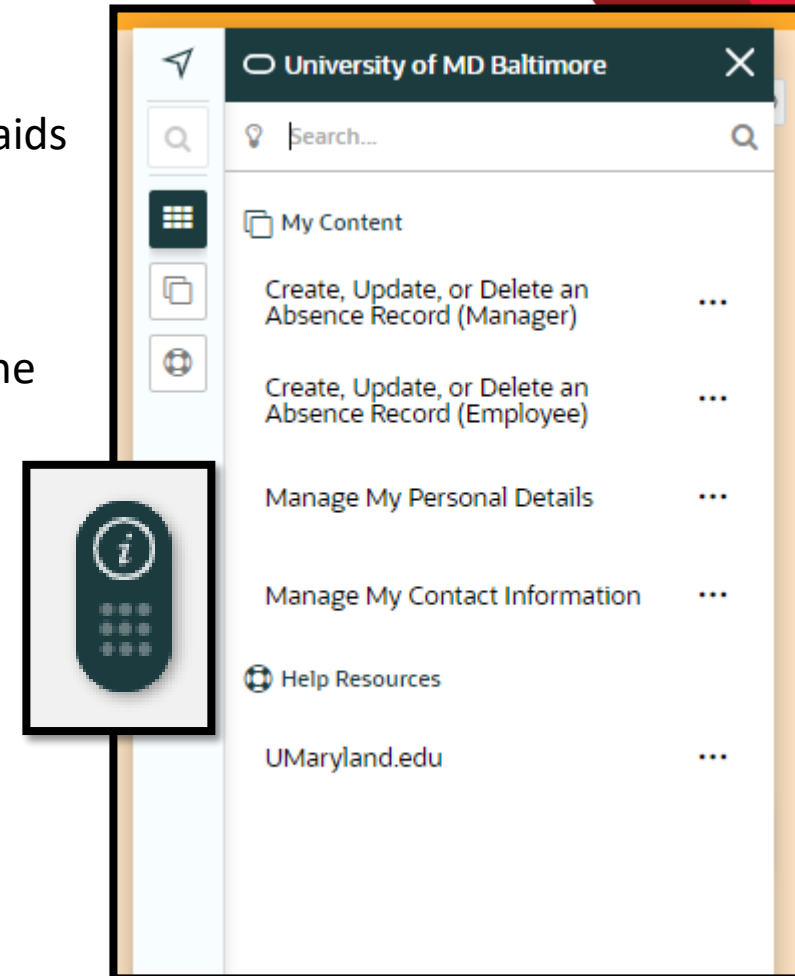 aids
ne
University of MD Baltimore
Search...
My Content
Create, Update, or Delete an
Absence Record (Manager)
Create, Update, or Delete an
Absence Record (Employee)
Manage My Personal Details
Manage My Contact Information
i
Help Resources
UMaryland.edu